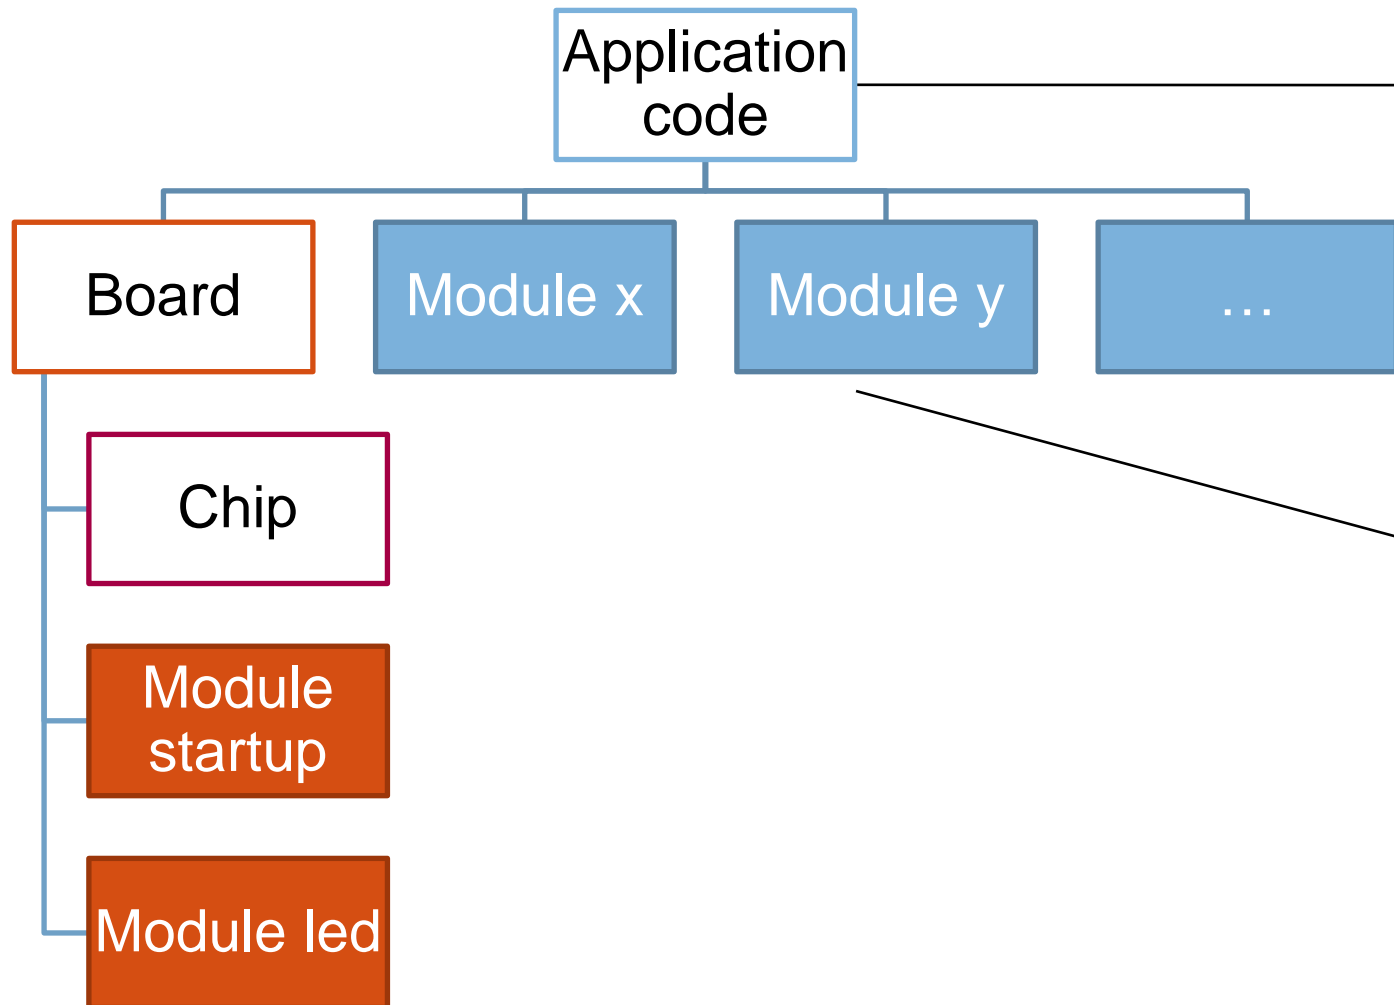 Application
code
Board
Module x
Module y
...
Chip
Module
startup
Module led